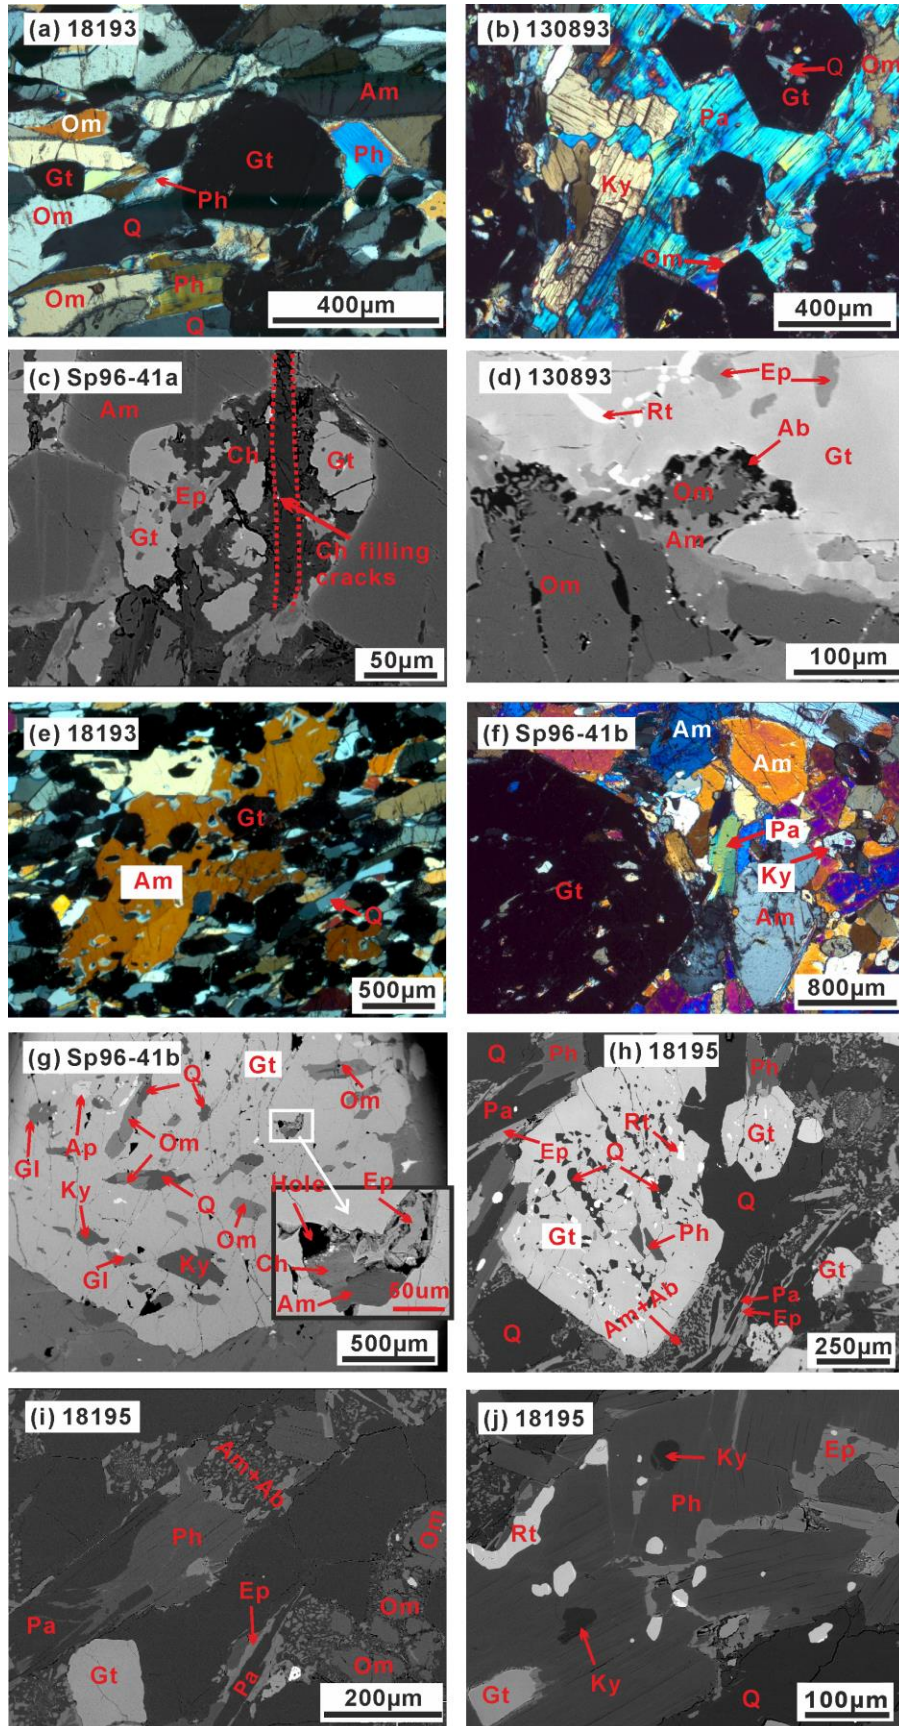 (a) 18193
Am
Om
Gt
Ph
Gt
Ph
Om
Q
Om
Ph
Q
400µm
(b) 130893
Q
Om
Gt
Pa
Ky
Om
400µm
(c) Sp96-41a
Am
Ch
Gt
Ep
Gt
Ch filling
cracks
50µm
(d) 130893
Ep
Rt
Ab
Gt
Om
Am
Om
100µm
(e) 18193
Gt
Am
Q
500µm
(f) Sp96-41b
Am
Am
Pa
Ky
Gt
Am
800µm
(g) Sp96-41b
Gt
Q
Om
Ap
Om
Gl
Ky
Q
Om
Hole
Ep
Gl
Ky
Ch
Am
50um
500µm
Q
Ph
(h) 18195
Ph
Pa
Rt
Gt
Ep
Q
Q
Gt
Ph
Gt
Am+Ab
Pa
Ep
Q
250µm
(i) 18195
Am+Ab
Om
Ph
Ep
Om
Pa
Gt
Pa
Om
200µm
(j) 18195
Ep
Ky
Ph
Rt
Ky
Gt
Q
100µm